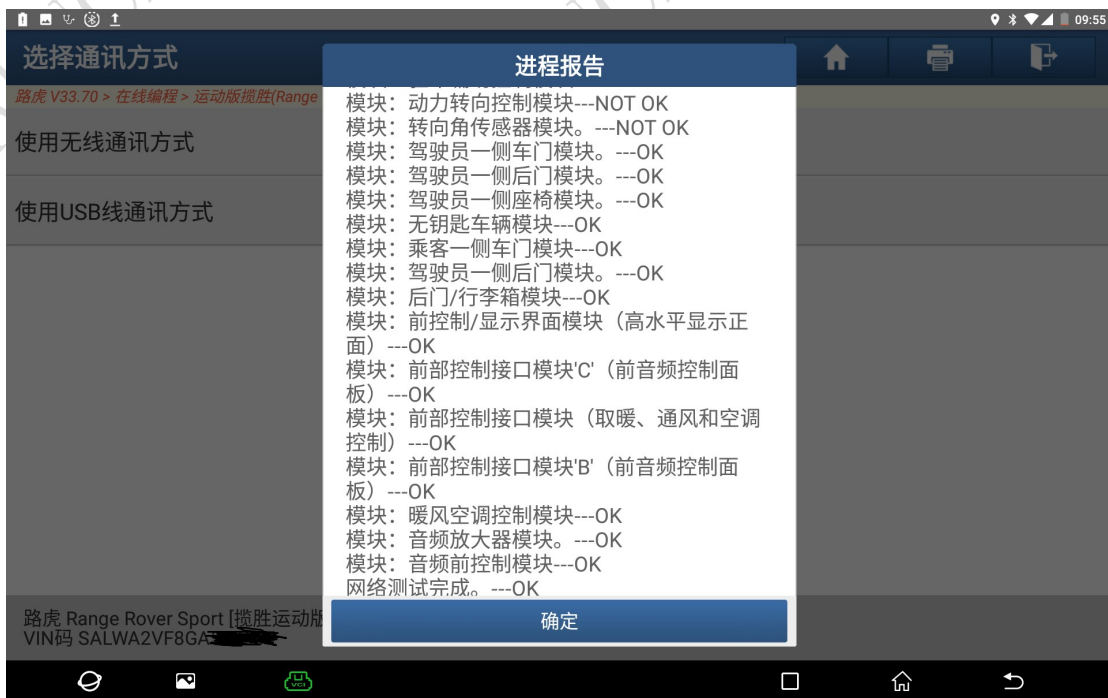 09:55
选择通讯方式
进程报告
路虎 V33.70 > 在线编程 > 运动版揽胜(Range
使用无线通讯方式
使用USB线通讯方式
模块：动力转向控制模块---NOT OK
模块：转向角传感器模块。---NOT OK
模块：驾驶员一侧车门模块。---OK
模块：驾驶员一侧后门模块。---OK
模块：驾驶员一侧座椅模块。---OK
模块：无钥匙车辆模块---OK
模块：乘客一侧车门模块---OK
模块：驾驶员一侧后门模块。---OK
模块：后门/行李箱模块---OK
模块：前控制/显示界面模块（高水平显示正
面）---OK
模块：前部控制接口模块'C'（前音频控制面
板）---OK
模块：前部控制接口模块（取暖、通风和空调
控制）---OK
模块：前部控制接口模块'B'（前音频控制面
板）---OK
模块：暖风空调控制模块---OK
模块：音频放大器模块。---OK
模块：音频前控制模块---OK
网络测试完成。---OK
确定
路虎 Range Rover Sport [揽胜运动版
VIN码 SALWA2VF8GA
VCI